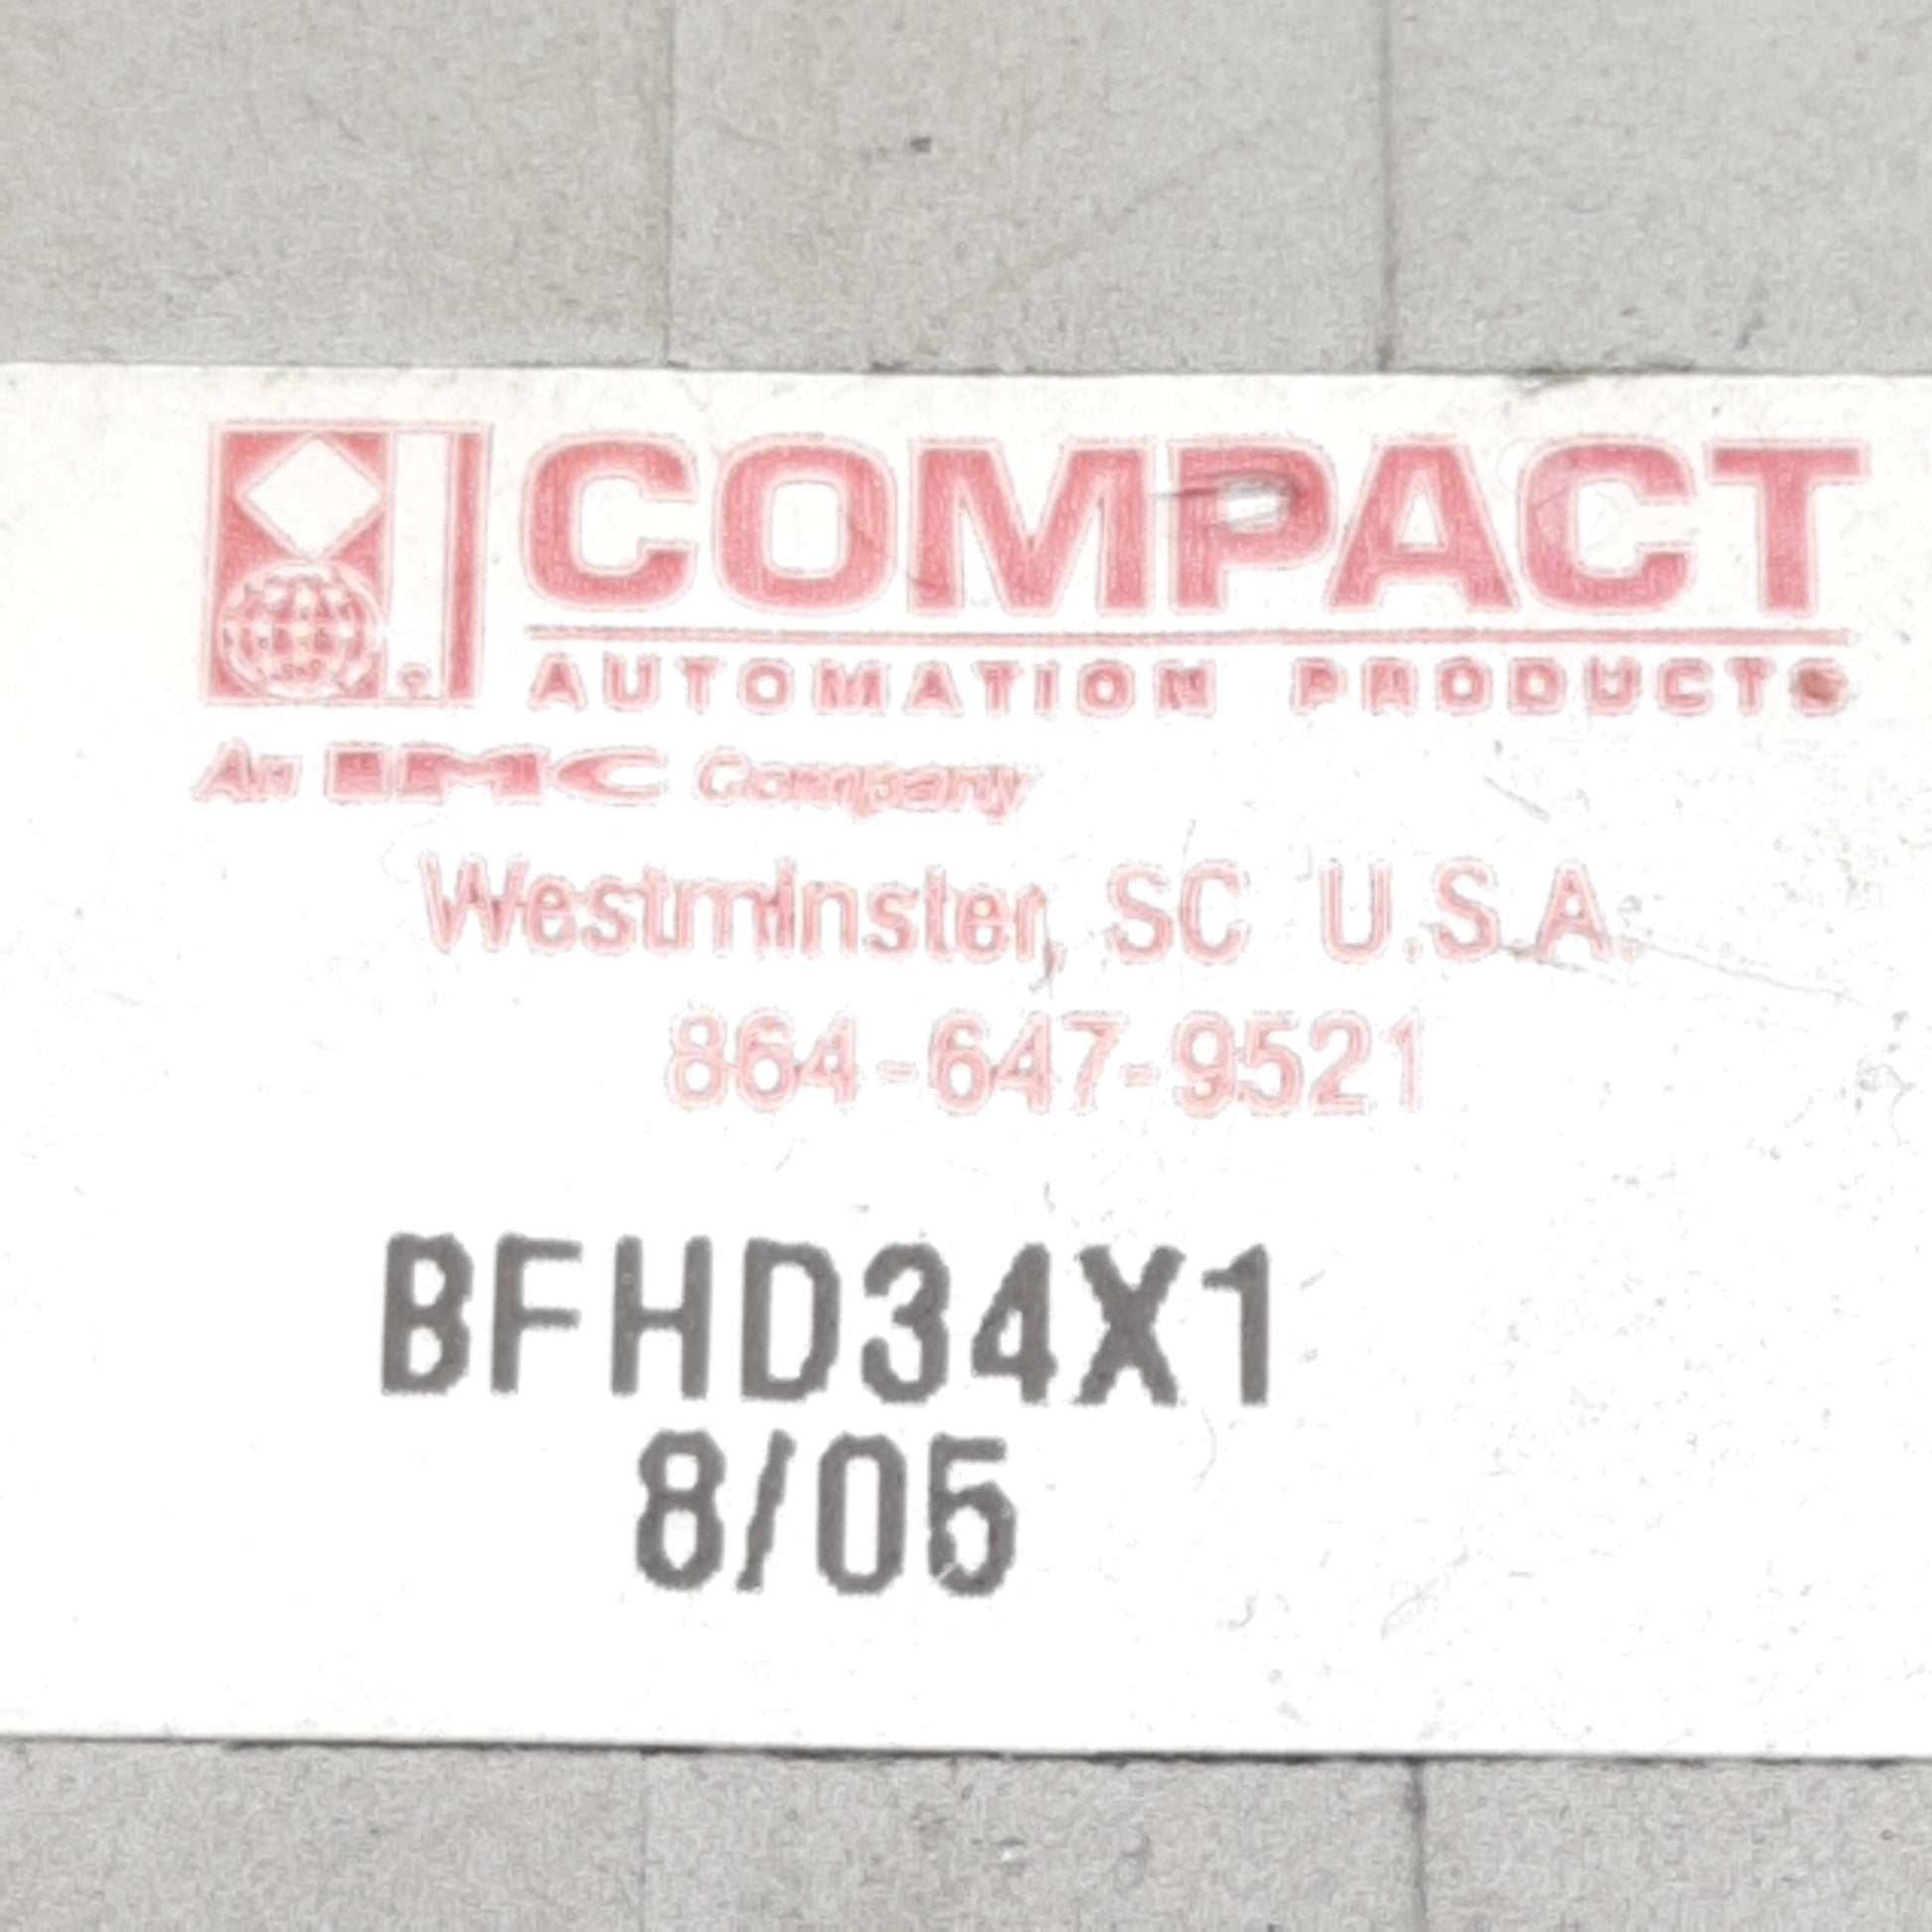 COMPACT
AUTOMATION PRODUCTS
An IMC Company
Westminster, SC U.S.A.
864-647-9521
BFHD34X1
8/05